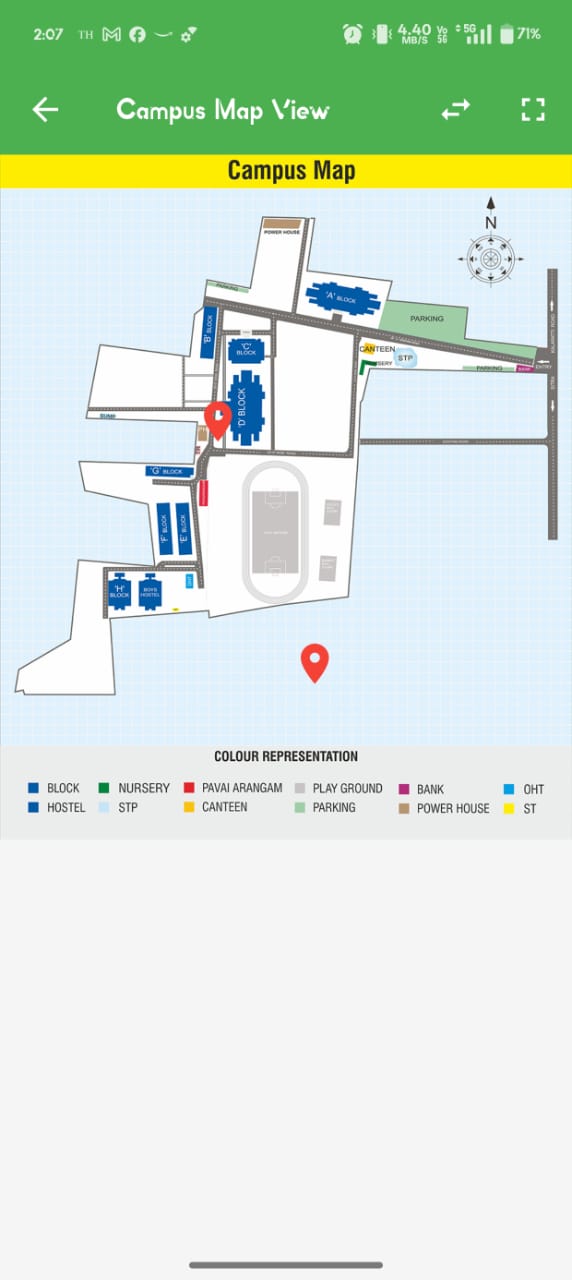 2:07 TH 4.40 MB/S Vo 5G 5G 71%
Campus Map View
Campus Map
N
POWER HOUSE
PARKING
'A' BLOCK
PARKING
'B' BLOCK
'C' BLOCK
CANTEEN
STP
PARKING
BANK
ENTRY
'D' BLOCK
SUMP
'G' BLOCK
'F' BLOCK
'E' BLOCK
'H' BLOCK
BOYS HOSTEL
OHT
COLOUR REPRESENTATION
BLOCK NURSERY PAVAI ARANGAM PLAY GROUND BANK OHT
HOSTEL STP CANTEEN PARKING POWER HOUSE ST